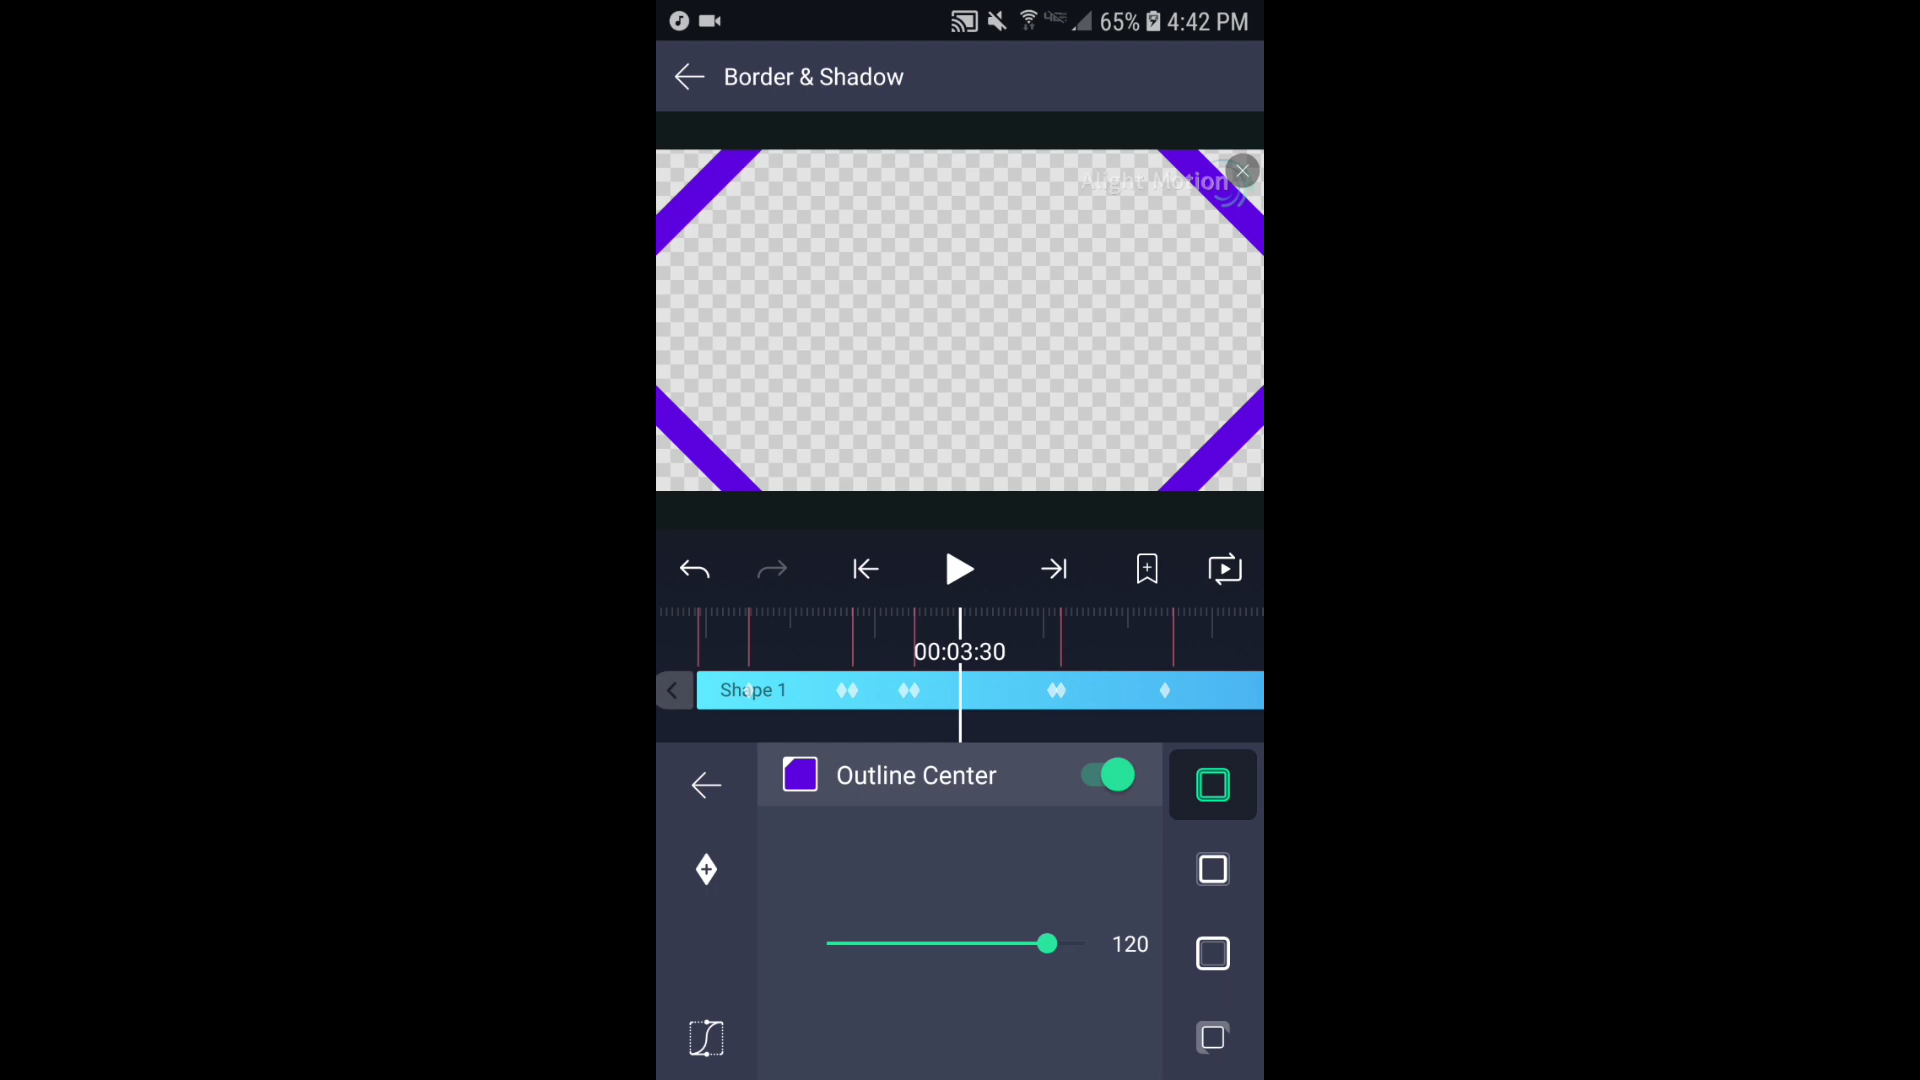 65% 4:42 PM
Border & Shadow
Alight Motion
00:03:30
Shape 1
Outline Center
120